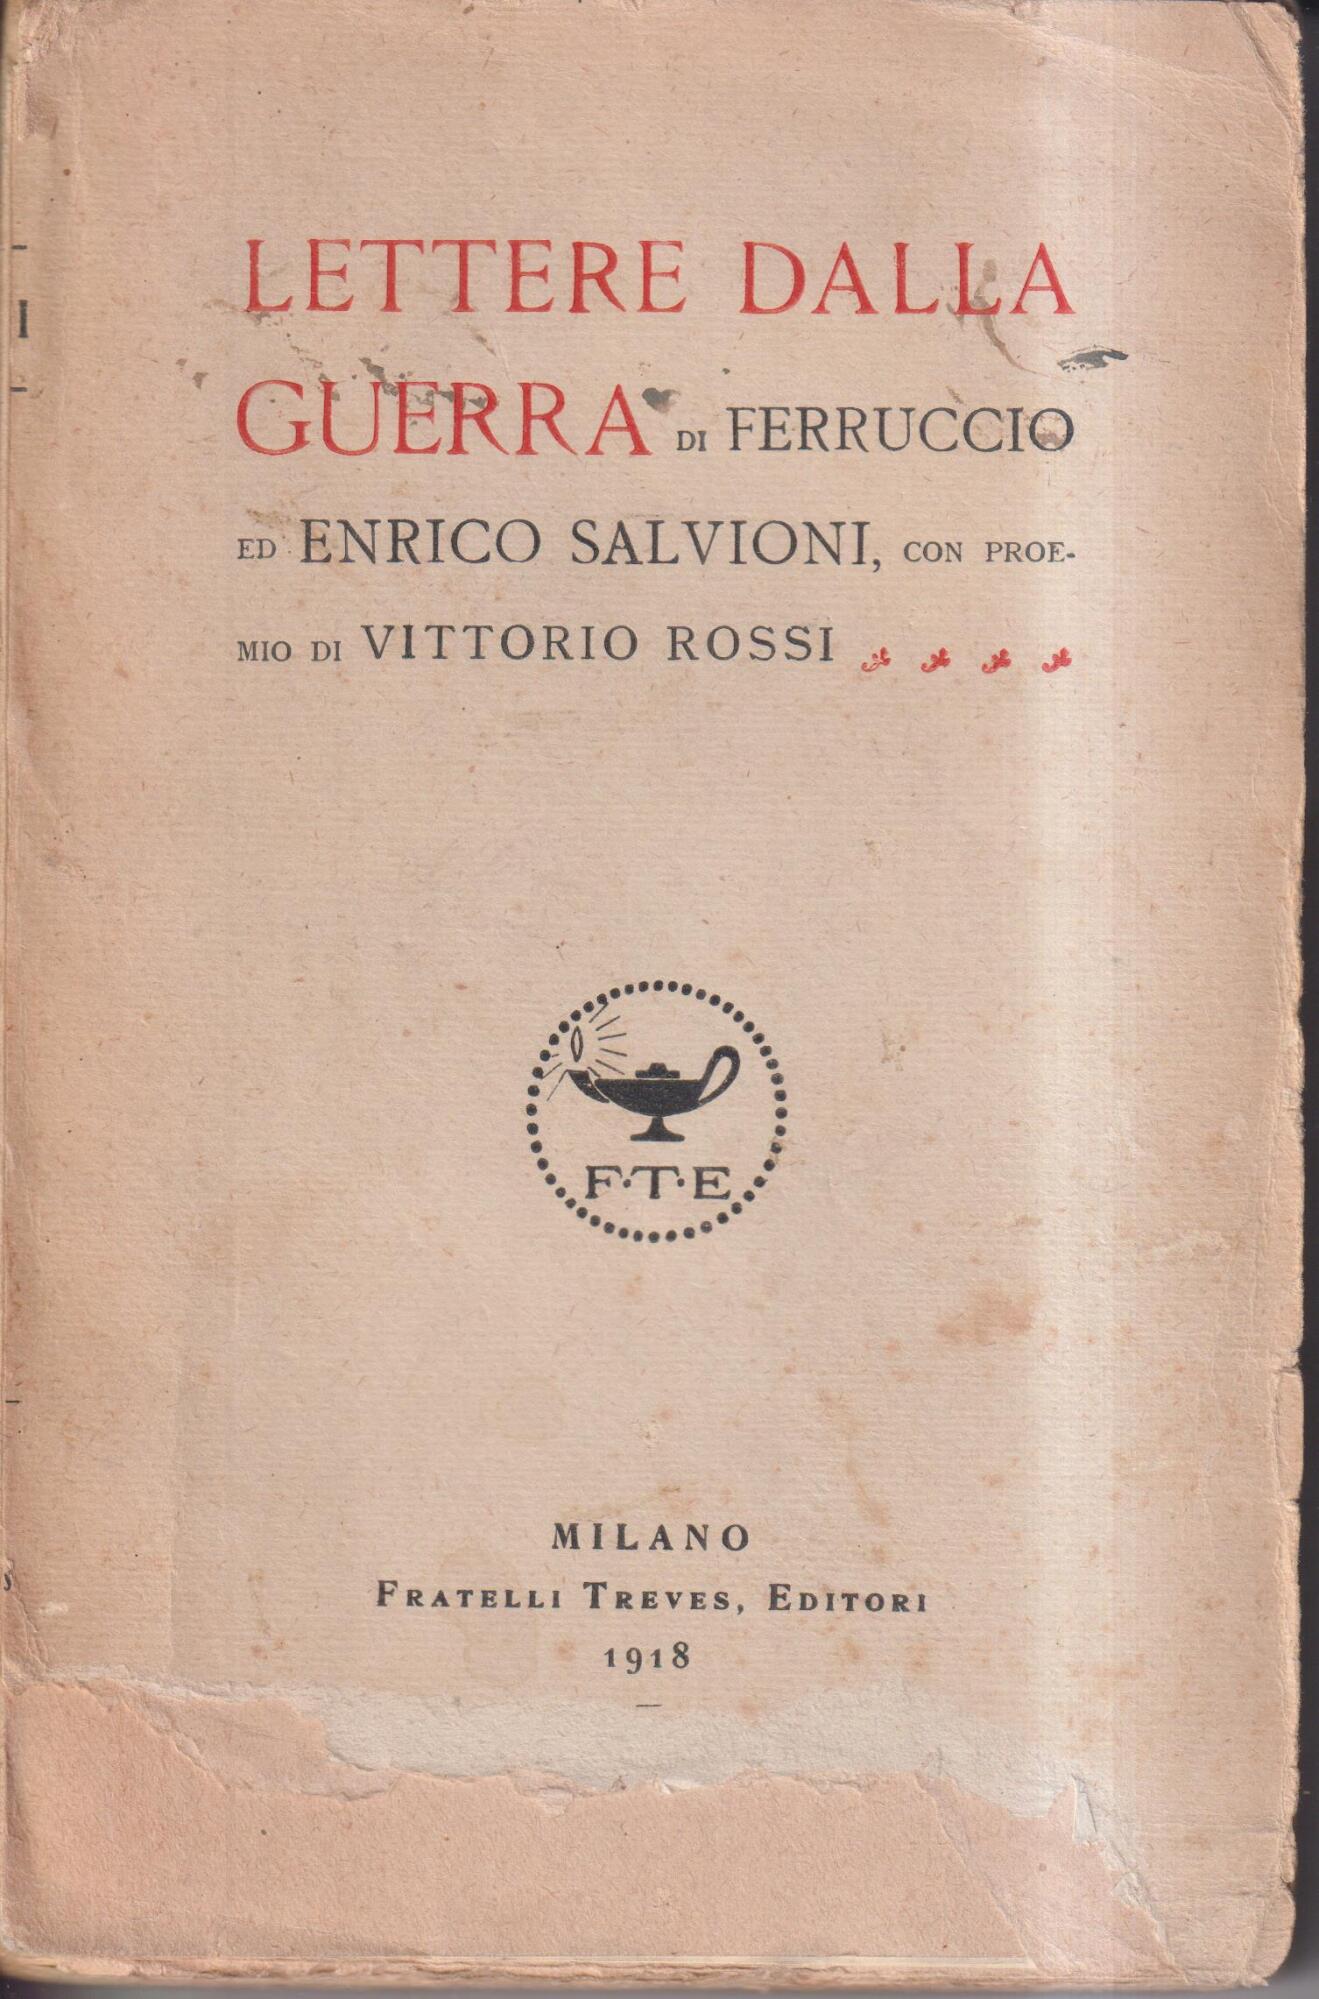 LETTERE DALLA
GUERRA DI FERRUCCIO
ED ENRICO SALVIONI, CON PROE-
MIO DI VITTORIO ROSSI
F·T·E
MILANO
FRATELLI TREVES, EDITORI
1918